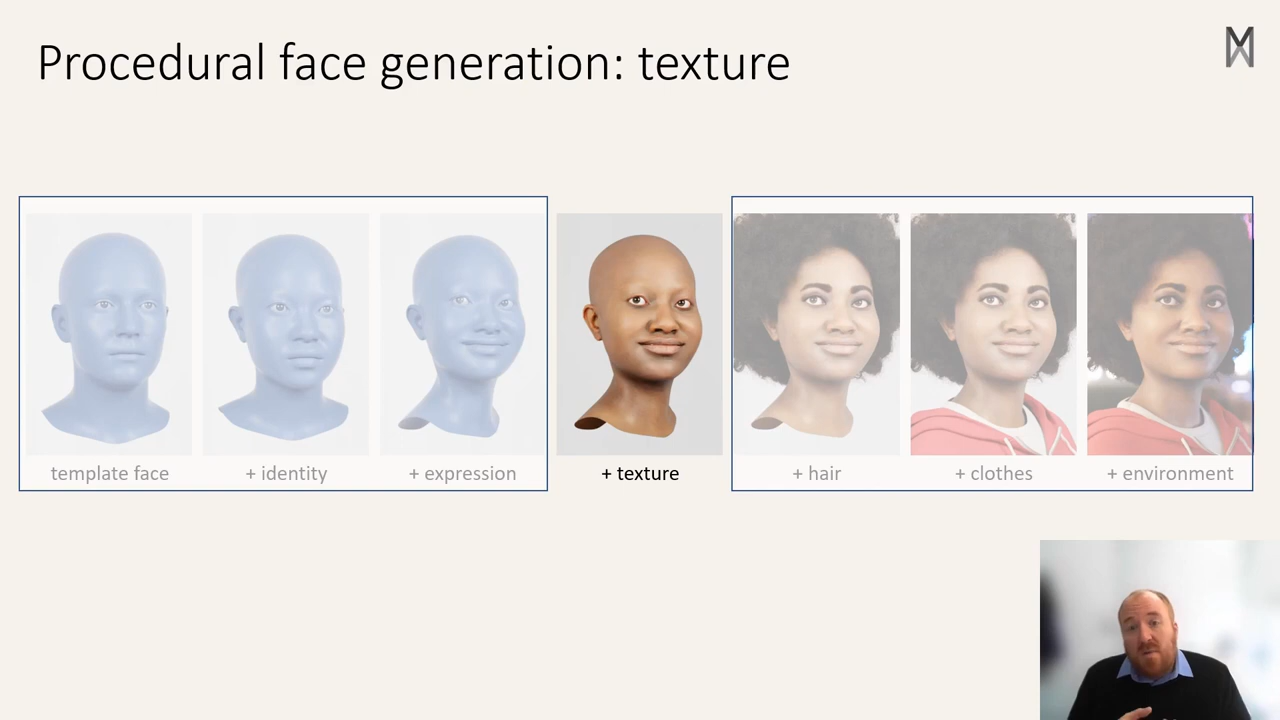 Procedural face generation: texture
template face
+ identity
+ expression
+ texture
+ hair
+ clothes
+ environment